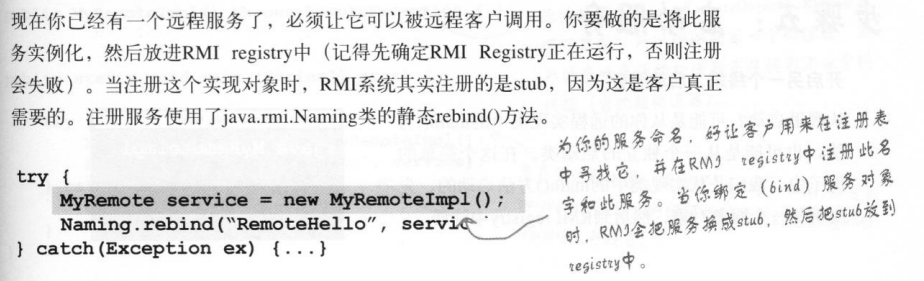 现在你已经有一个远程服务了，必须让它可以被远程客户调用。你要做的是将此服
务实例化，然后放进RMI registry中（记得先确定RMI Registry正在运行，否则注册
会失败）。当注册这个实现对象时，RMI系统其实注册的是stub，因为这是客户真正
需要的。注册服务使用了java.rmi.Naming类的静态rebind()方法。
try {
MyRemote service = new MyRemoteImpl();
Naming.rebind(“RemoteHello”, servic
} catch(Exception ex) {...}
为你的服务命名，好让客户用来在注册表
中寻找它，并在RMI registry中注册此名
字和此服务。当你绑定（bind）服务对象
时，RMI会把服务换成stub，然后把stub放到
registry中。